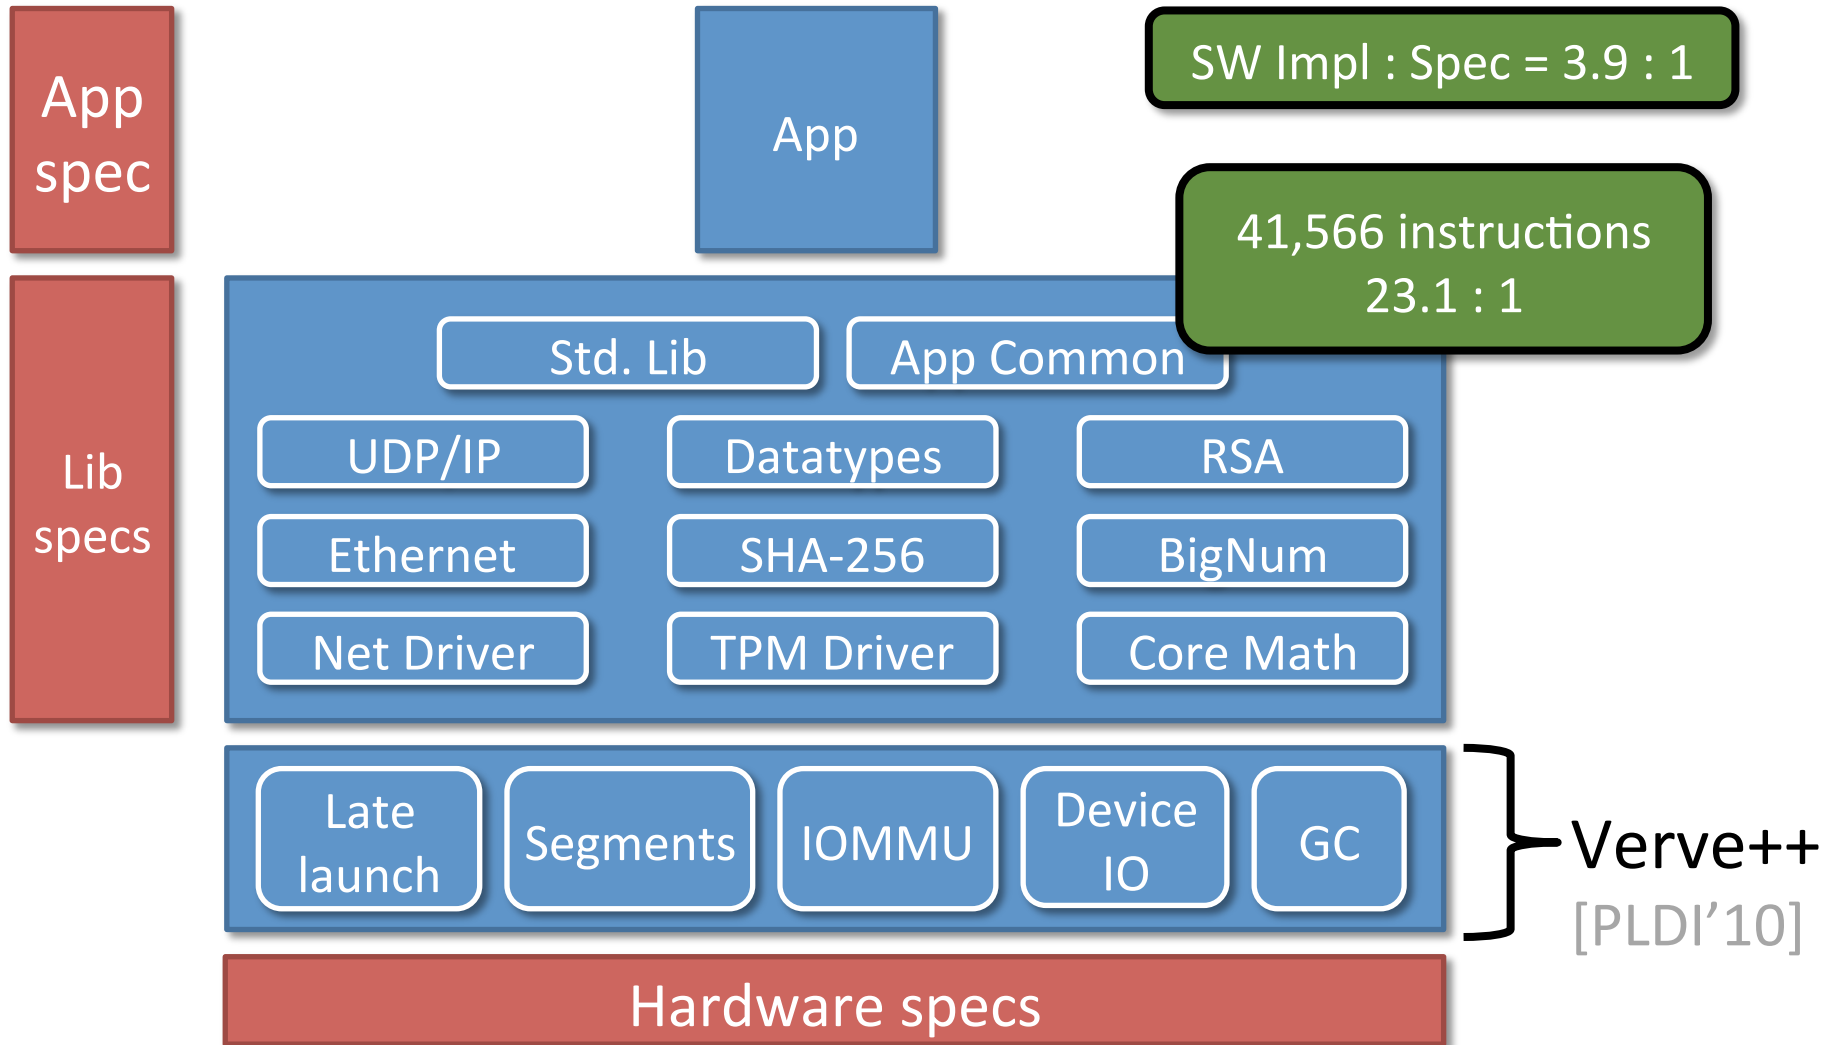 App
spec
App
SW Impl : Spec = 3.9 : 1
41,566 instructions
23.1 : 1
Lib
specs
Std. Lib
App Common
UDP/IP
Datatypes
RSA
Ethernet
SHA-256
BigNum
Net Driver
TPM Driver
Core Math
Late
launch
Segments
IOMMU
Device
IO
GC
Verve++
[PLDI’10]
Hardware specs